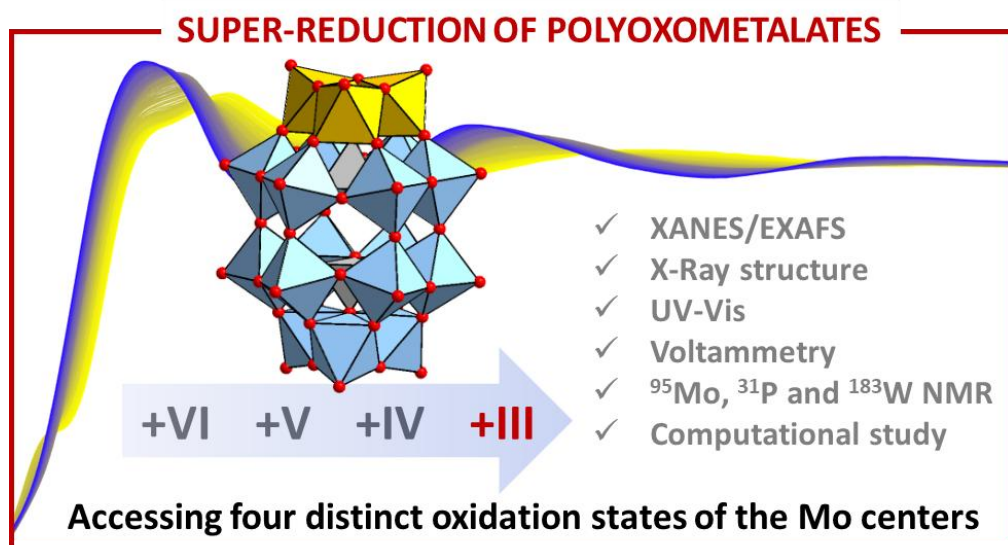 SUPER-REDUCTION OF POLYOXOMETALATES
✓ XANES/EXAFS
✓ X-Ray structure
✓ UV-Vis
✓ Voltammetry
✓ ⁹⁵Mo, ³¹P and ¹⁸³W NMR
✓ Computational study
+VI +V +IV +III
Accessing four distinct oxidation states of the Mo centers